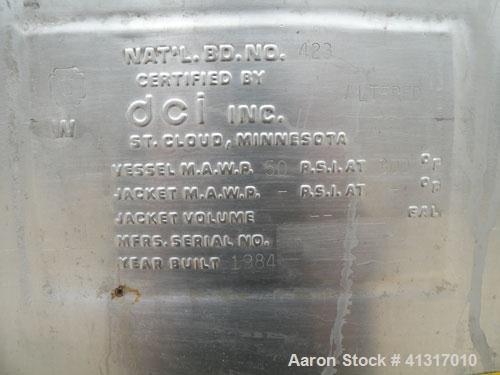 NAT'L. BD. NO. 423
CERTIFIED BY
ALTERED
dci INC.
W
ST. CLOUD, MINNESOTA
VESSEL M.A.W.P. 50 P.S.I. AT °F
JACKET M.A.W.P. - P.S.I. AT - °F
JACKET VOLUME -- GAL
MFRS. SERIAL NO.
YEAR BUILT 1984
Aaron Stock # 41317010